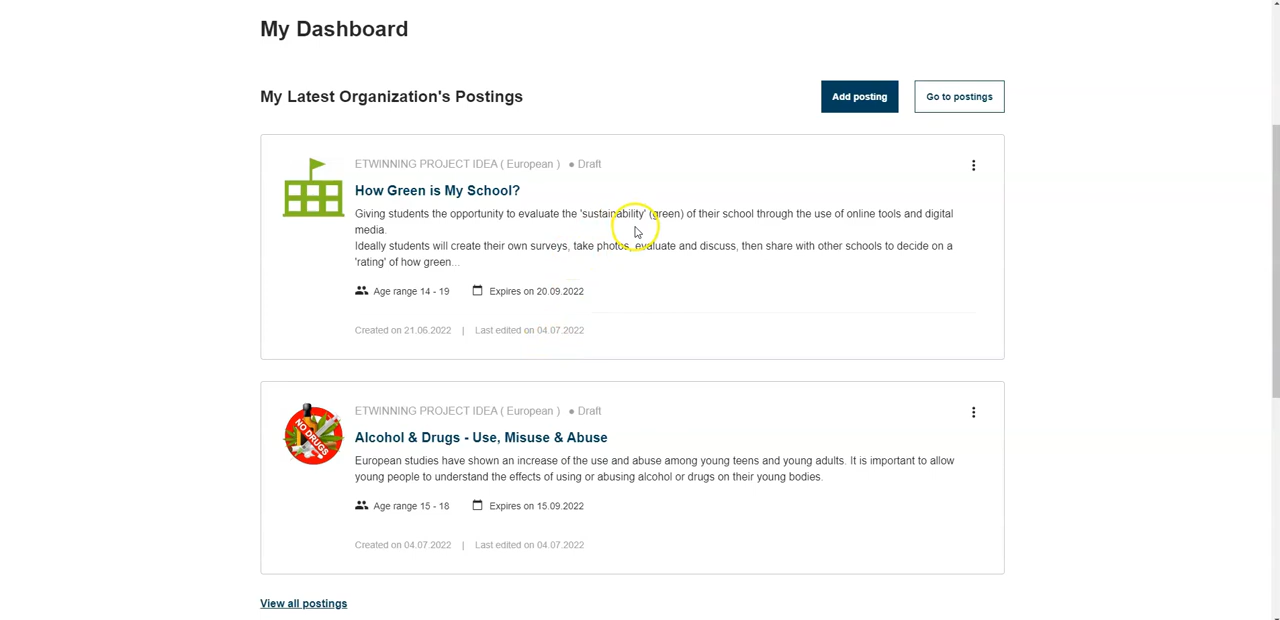 My Dashboard
My Latest Organization's Postings
Add posting
Go to postings
ETWINNING PROJECT IDEA ( European ) ● Draft
How Green is My School?
Giving students the opportunity to evaluate the 'sustainability' (green) of their school through the use of online tools and digital
media.
Ideally students will create their own surveys, take photos, evaluate and discuss, then share with other schools to decide on a
'rating' of how green...
Age range 14 - 19 Expires on 20.09.2022
Created on 21.06.2022 | Last edited on 04.07.2022
ETWINNING PROJECT IDEA ( European ) ● Draft
NO DRUGS
Alcohol & Drugs - Use, Misuse & Abuse
European studies have shown an increase of the use and abuse among young teens and young adults. It is important to allow
young people to understand the effects of using or abusing alcohol or drugs on their young bodies.
Age range 15 - 18 Expires on 15.09.2022
Created on 04.07.2022 | Last edited on 04.07.2022
View all postings